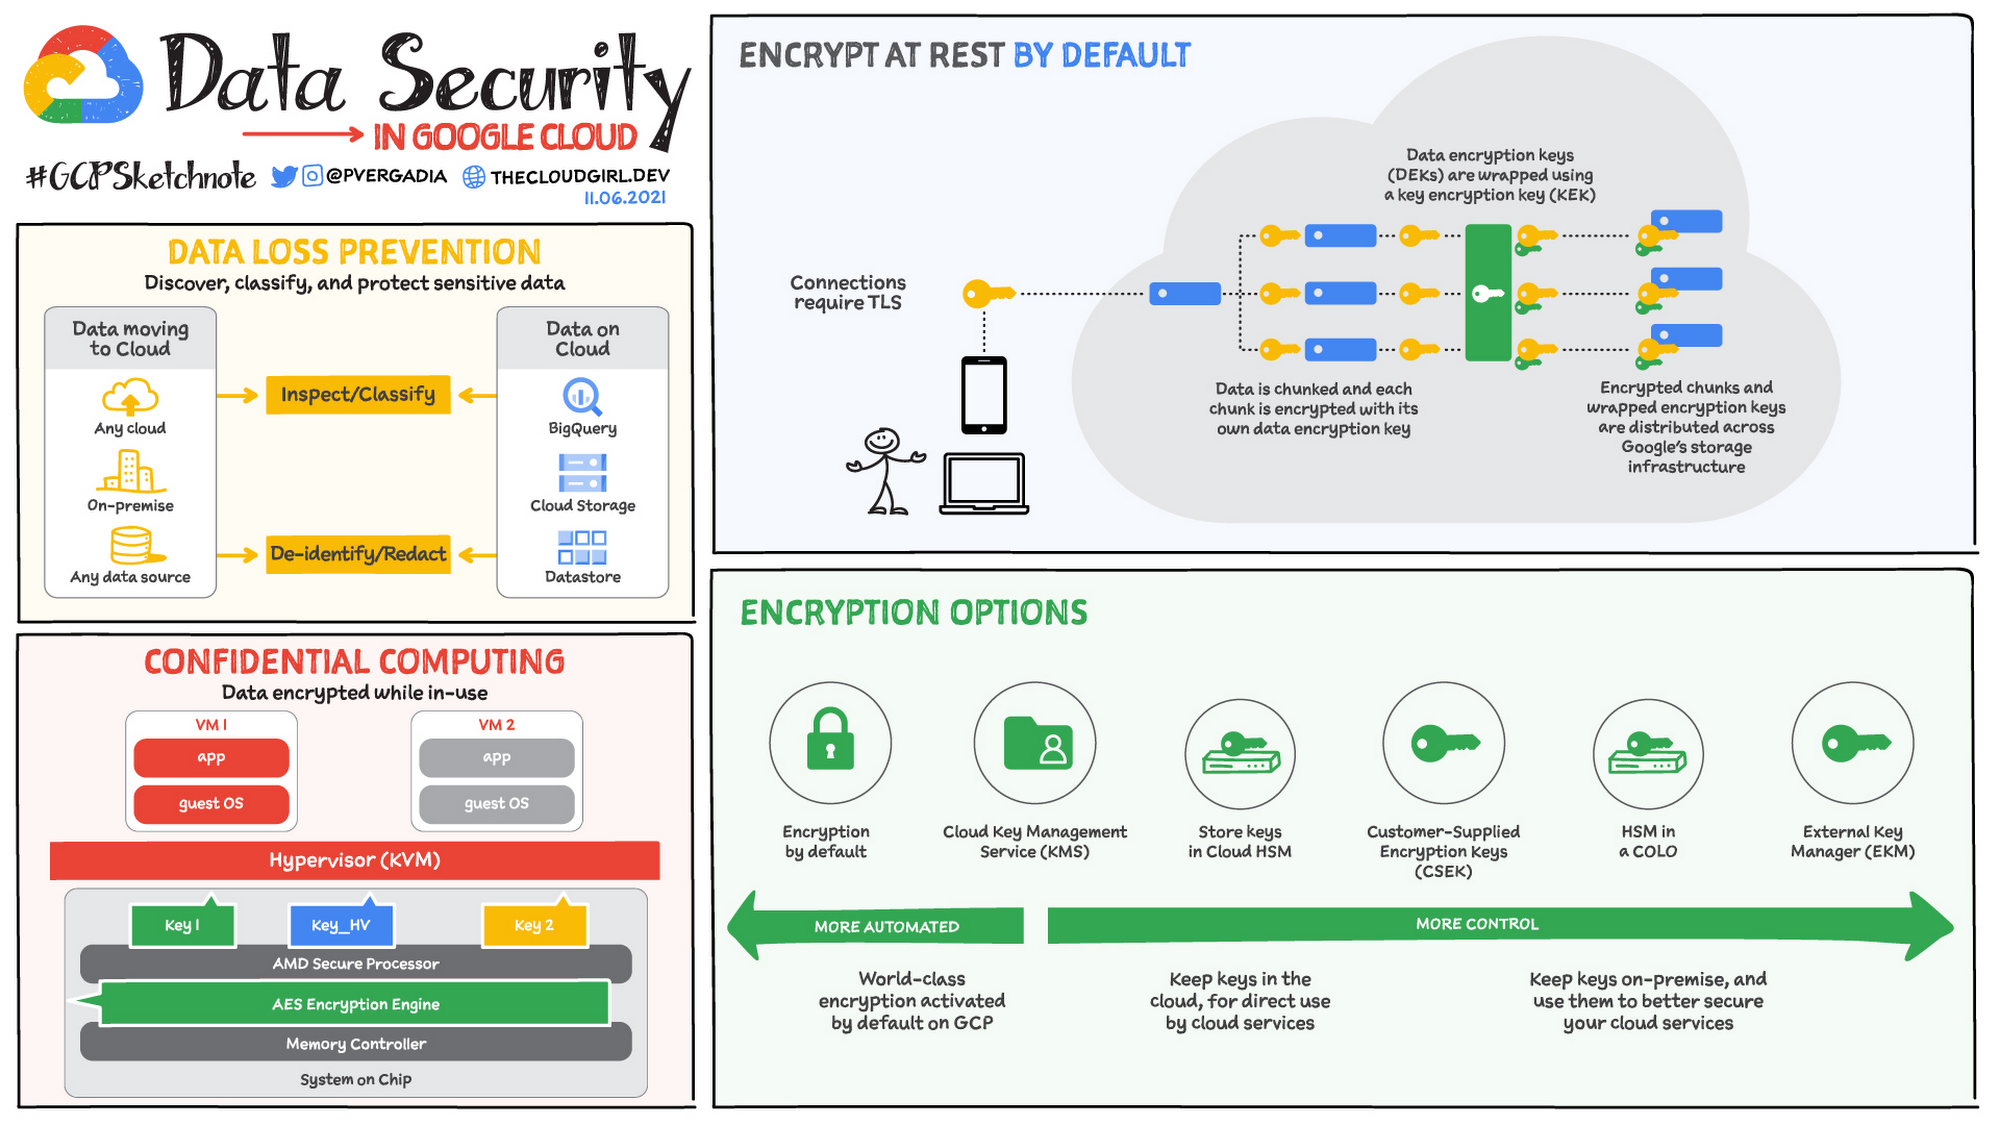 Data Security
IN GOOGLE CLOUD
#GCPSketchnote @PVERGADIA THECLOUDGIRL.DEV
11.06.2021
DATA LOSS PREVENTION
Discover, classify, and protect sensitive data
Data moving
to Cloud
Any cloud
On-premise
Any data source
Inspect/Classify
De-identify/Redact
Data on
Cloud
BigQuery
Cloud Storage
Datastore
CONFIDENTIAL COMPUTING
Data encrypted while in-use
VM 1
app
guest OS
VM 2
app
guest OS
Hypervisor (KVM)
Key 1
Key_HV
Key 2
AMD Secure Processor
AES Encryption Engine
Memory Controller
System on Chip
ENCRYPT AT REST BY DEFAULT
Connections
require TLS
Data encryption keys
(DEKs) are wrapped using
a key encryption key (KEK)
Data is chunked and each
chunk is encrypted with its
own data encryption key
Encrypted chunks and
wrapped encryption keys
are distributed across
Google's storage
infrastructure
ENCRYPTION OPTIONS
Encryption
by default
Cloud Key Management
Service (KMS)
Store keys
in Cloud HSM
Customer-Supplied
Encryption Keys
(CSEK)
HSM in
a COLO
External Key
Manager (EKM)
MORE AUTOMATED
MORE CONTROL
World-class
encryption activated
by default on GCP
Keep keys in the
cloud, for direct use
by cloud services
Keep keys on-premise, and
use them to better secure
your cloud services